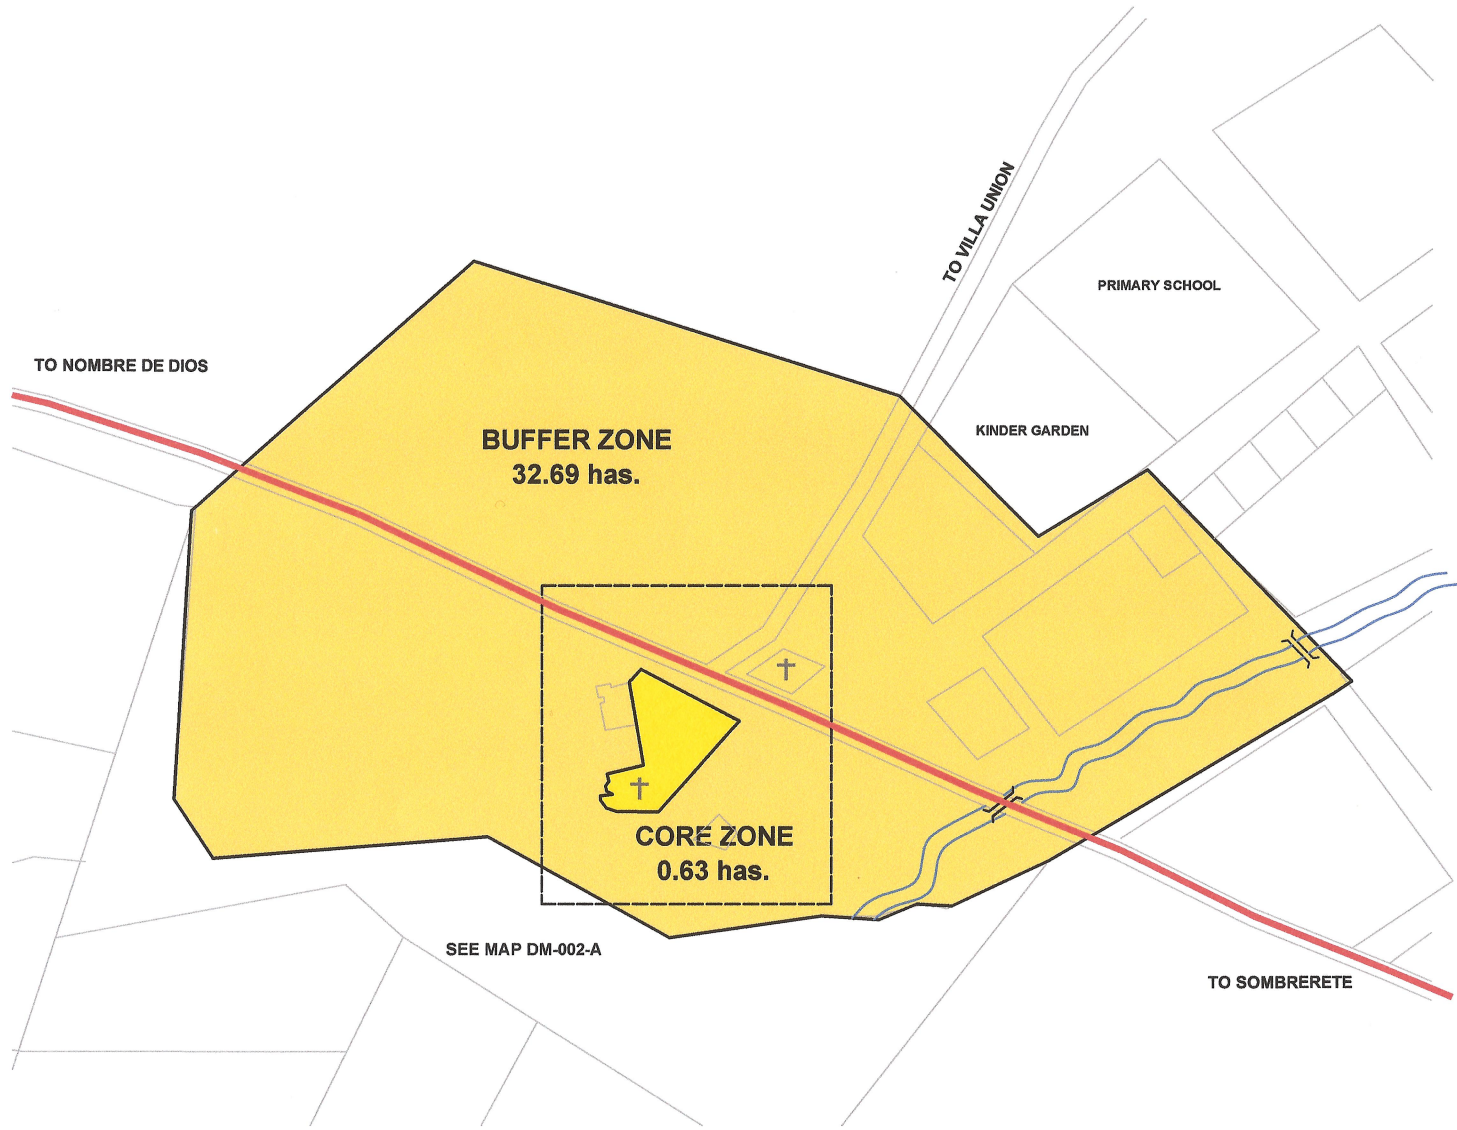 TO VILLA UNION
PRIMARY SCHOOL
TO NOMBRE DE DIOS
KINDER GARDEN
BUFFER ZONE
32.69 has.
CORE ZONE
0.63 has.
SEE MAP DM-002-A
TO SOMBRERETE